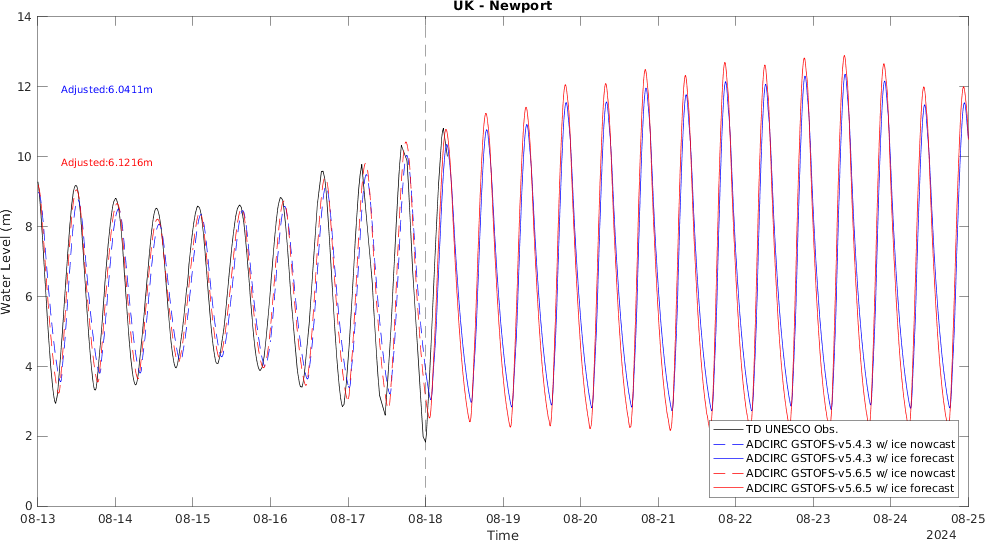 UK - Newport
14
12
10
8
6
4
2
0
Water Level (m)
Adjusted:6.0411m
Adjusted:6.1216m
TD UNESCO Obs.
ADCIRC GSTOFS-v5.4.3 w/ ice nowcast
ADCIRC GSTOFS-v5.4.3 w/ ice forecast
ADCIRC GSTOFS-v5.6.5 w/ ice nowcast
ADCIRC GSTOFS-v5.6.5 w/ ice forecast
08-13 08-14 08-15 08-16 08-17 08-18 08-19 08-20 08-21 08-22 08-23 08-24 08-25
Time
2024